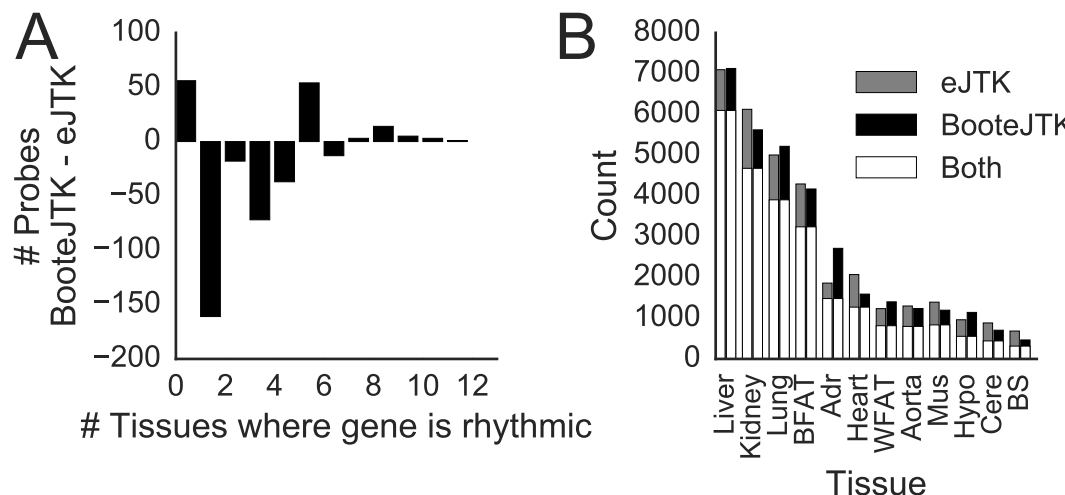 A
# Probes
BooteJTK - eJTK
100
50
0
−50
−100
−150
−200
0 2 4 6 8 10 12
# Tissues where gene is rhythmic
B
Count
8000
7000
6000
5000
4000
3000
2000
1000
0
eJTK
BooteJTK
Both
Liver
Kidney
Lung
BFAT
Adr
Heart
WFAT
Aorta
Mus
Hypo
Cere
BS
Tissue